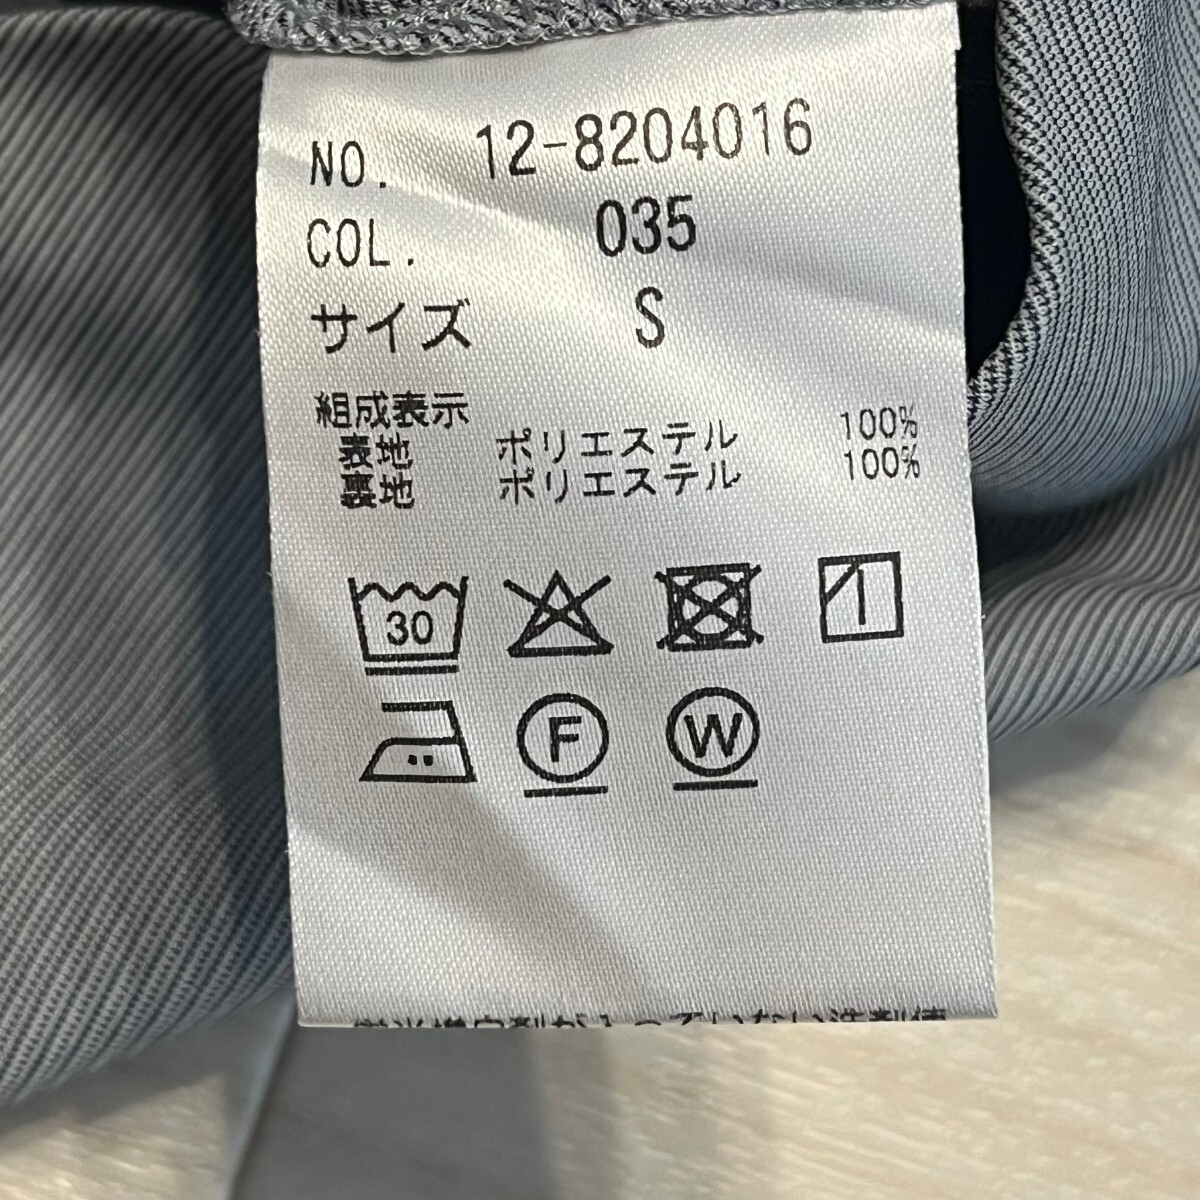 NO. 12-8204016
COL. 035
サイズ S
組成表示
表地 ポリエステル 100%
裏地 ポリエステル 100%
30
F W